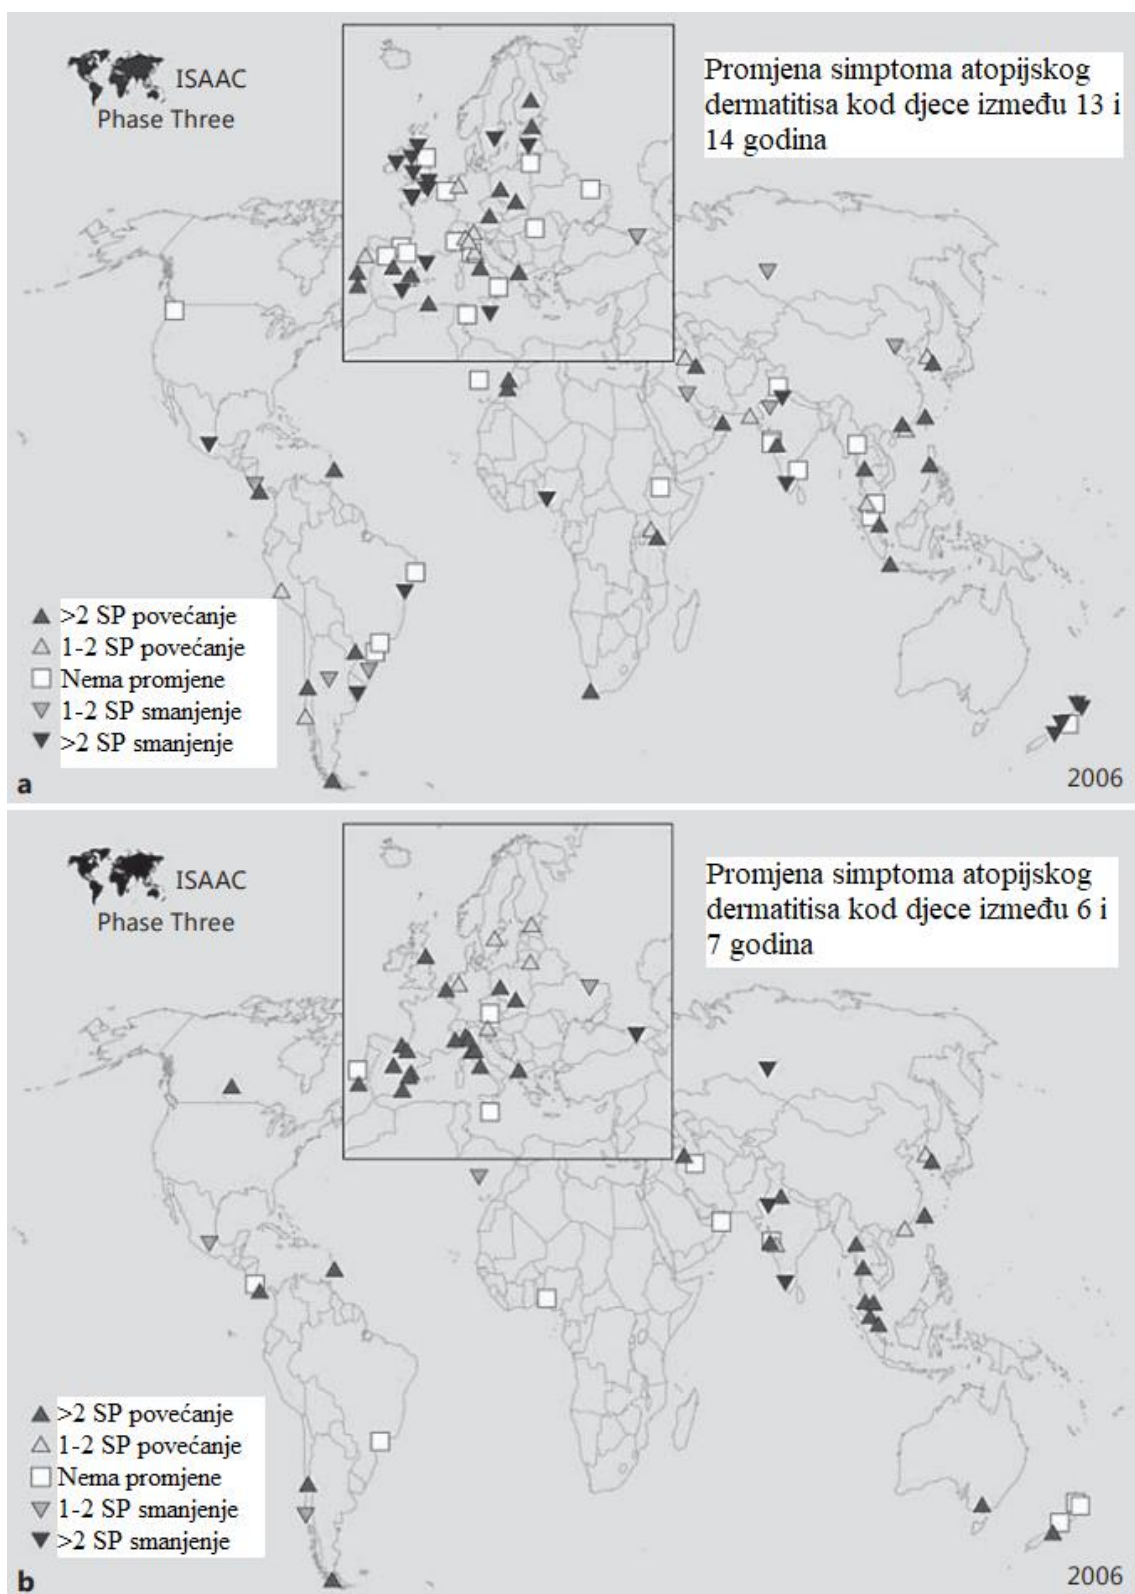 ISAAC
Phase Three
Promjena simptoma atopijskog
dermatitisa kod djece između 13 i
14 godina
>2 SP povećanje
1-2 SP povećanje
Nema promjene
1-2 SP smanjenje
>2 SP smanjenje
a
2006
ISAAC
Phase Three
Promjena simptoma atopijskog
dermatitisa kod djece između 6 i
7 godina
>2 SP povećanje
1-2 SP povećanje
Nema promjene
1-2 SP smanjenje
>2 SP smanjenje
b
2006